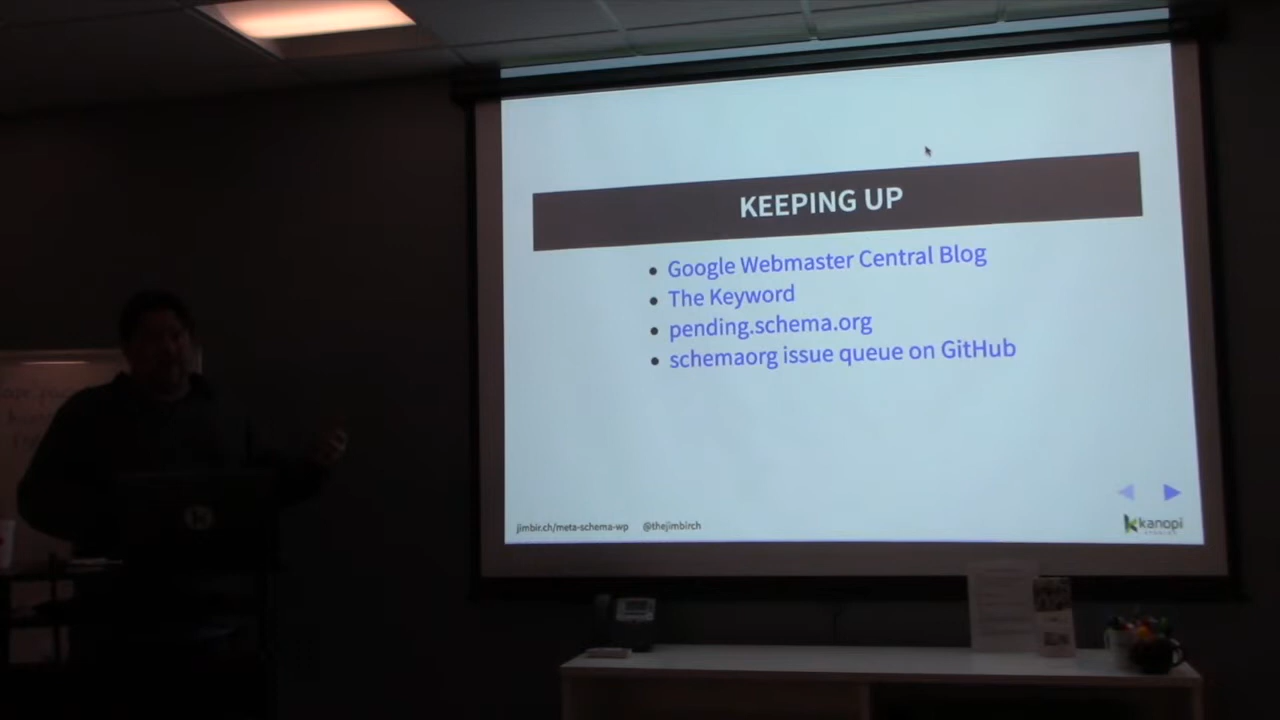 KEEPING UP
Google Webmaster Central Blog
The Keyword
pending.schema.org
schemaorg issue queue on GitHub
jimbir.ch/meta-schema-wp @thejimbirch
kanopi